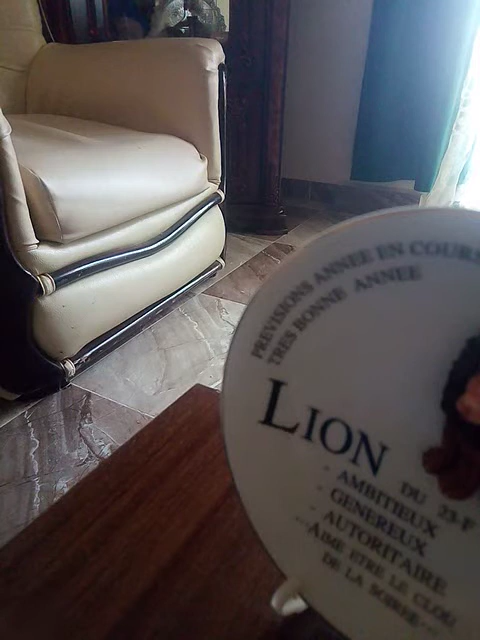 PREVISIONS ANNEE EN COURS
TRES BONNE ANNEE
LION
DU 23-
- AMBITIEUX
- GENEREUX
- AUTORITAIRE
...AIME ETRE LE CLOU
DE LA SOIREE...